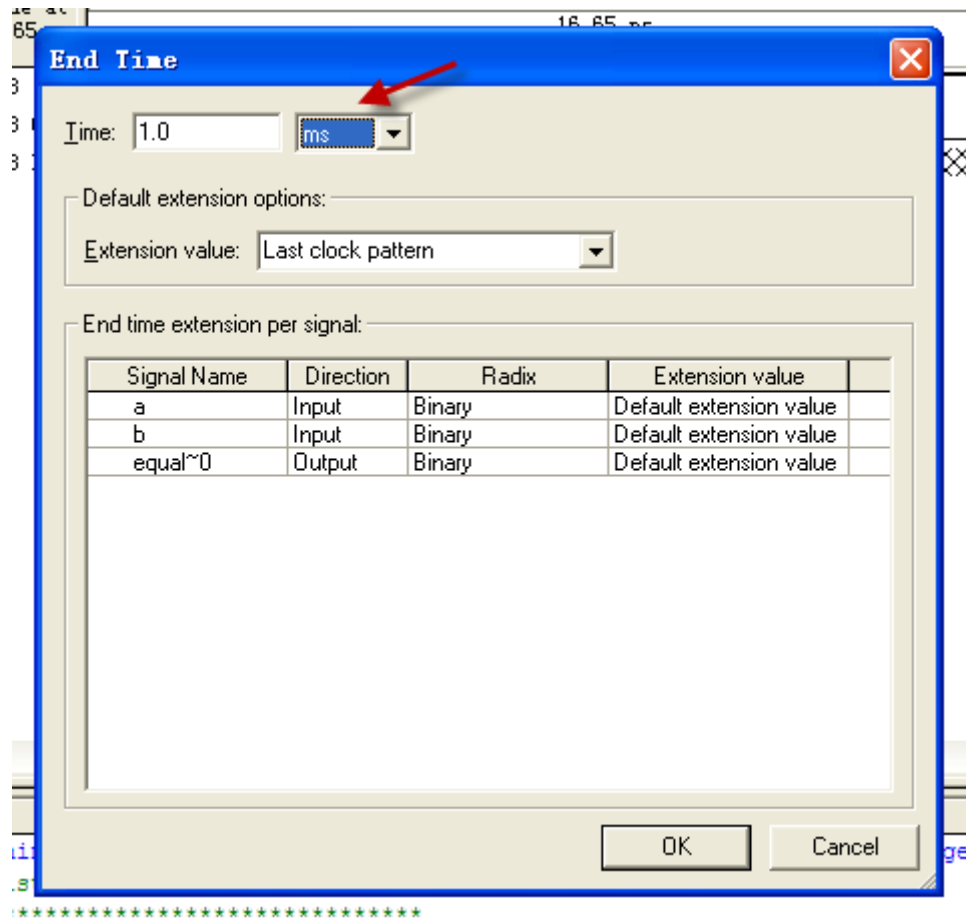 65
16.65 ns
End Time
Time: 1.0 ms
Default extension options:
Extension value: Last clock pattern
End time extension per signal:
Signal Name Direction Radix Extension value
a Input Binary Default extension value
b Input Binary Default extension value
equal~0 Output Binary Default extension value
OK Cancel
*****************************